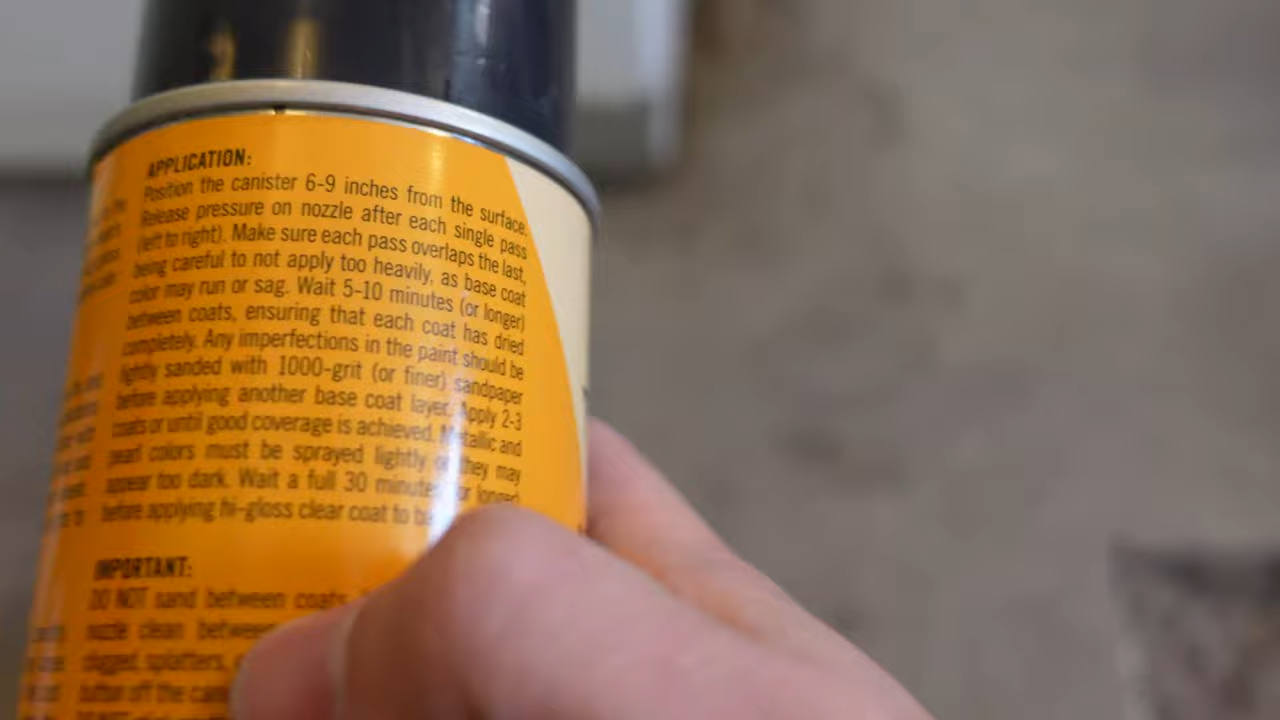 APPLICATION:
Position the canister 6-9 inches from the surface.
Release pressure on nozzle after each single pass
(left to right). Make sure each pass overlaps the last,
being careful to not apply too heavily, as base coat
color may run or sag. Wait 5-10 minutes (or longer)
between coats, ensuring that each coat has dried
completely. Any imperfections in the paint should be
lightly sanded with 1000-grit (or finer) sandpaper
before applying another base coat layer. Apply 2-3
coats or until good coverage is achieved. Metallic and
pearl colors must be sprayed lightly or they may
appear too dark. Wait a full 30 minutes (or longer)
before applying hi-gloss clear coat to
IMPORTANT:
DO NOT sand between coats.
nozzle clean between
plugged, splatters,
button off the